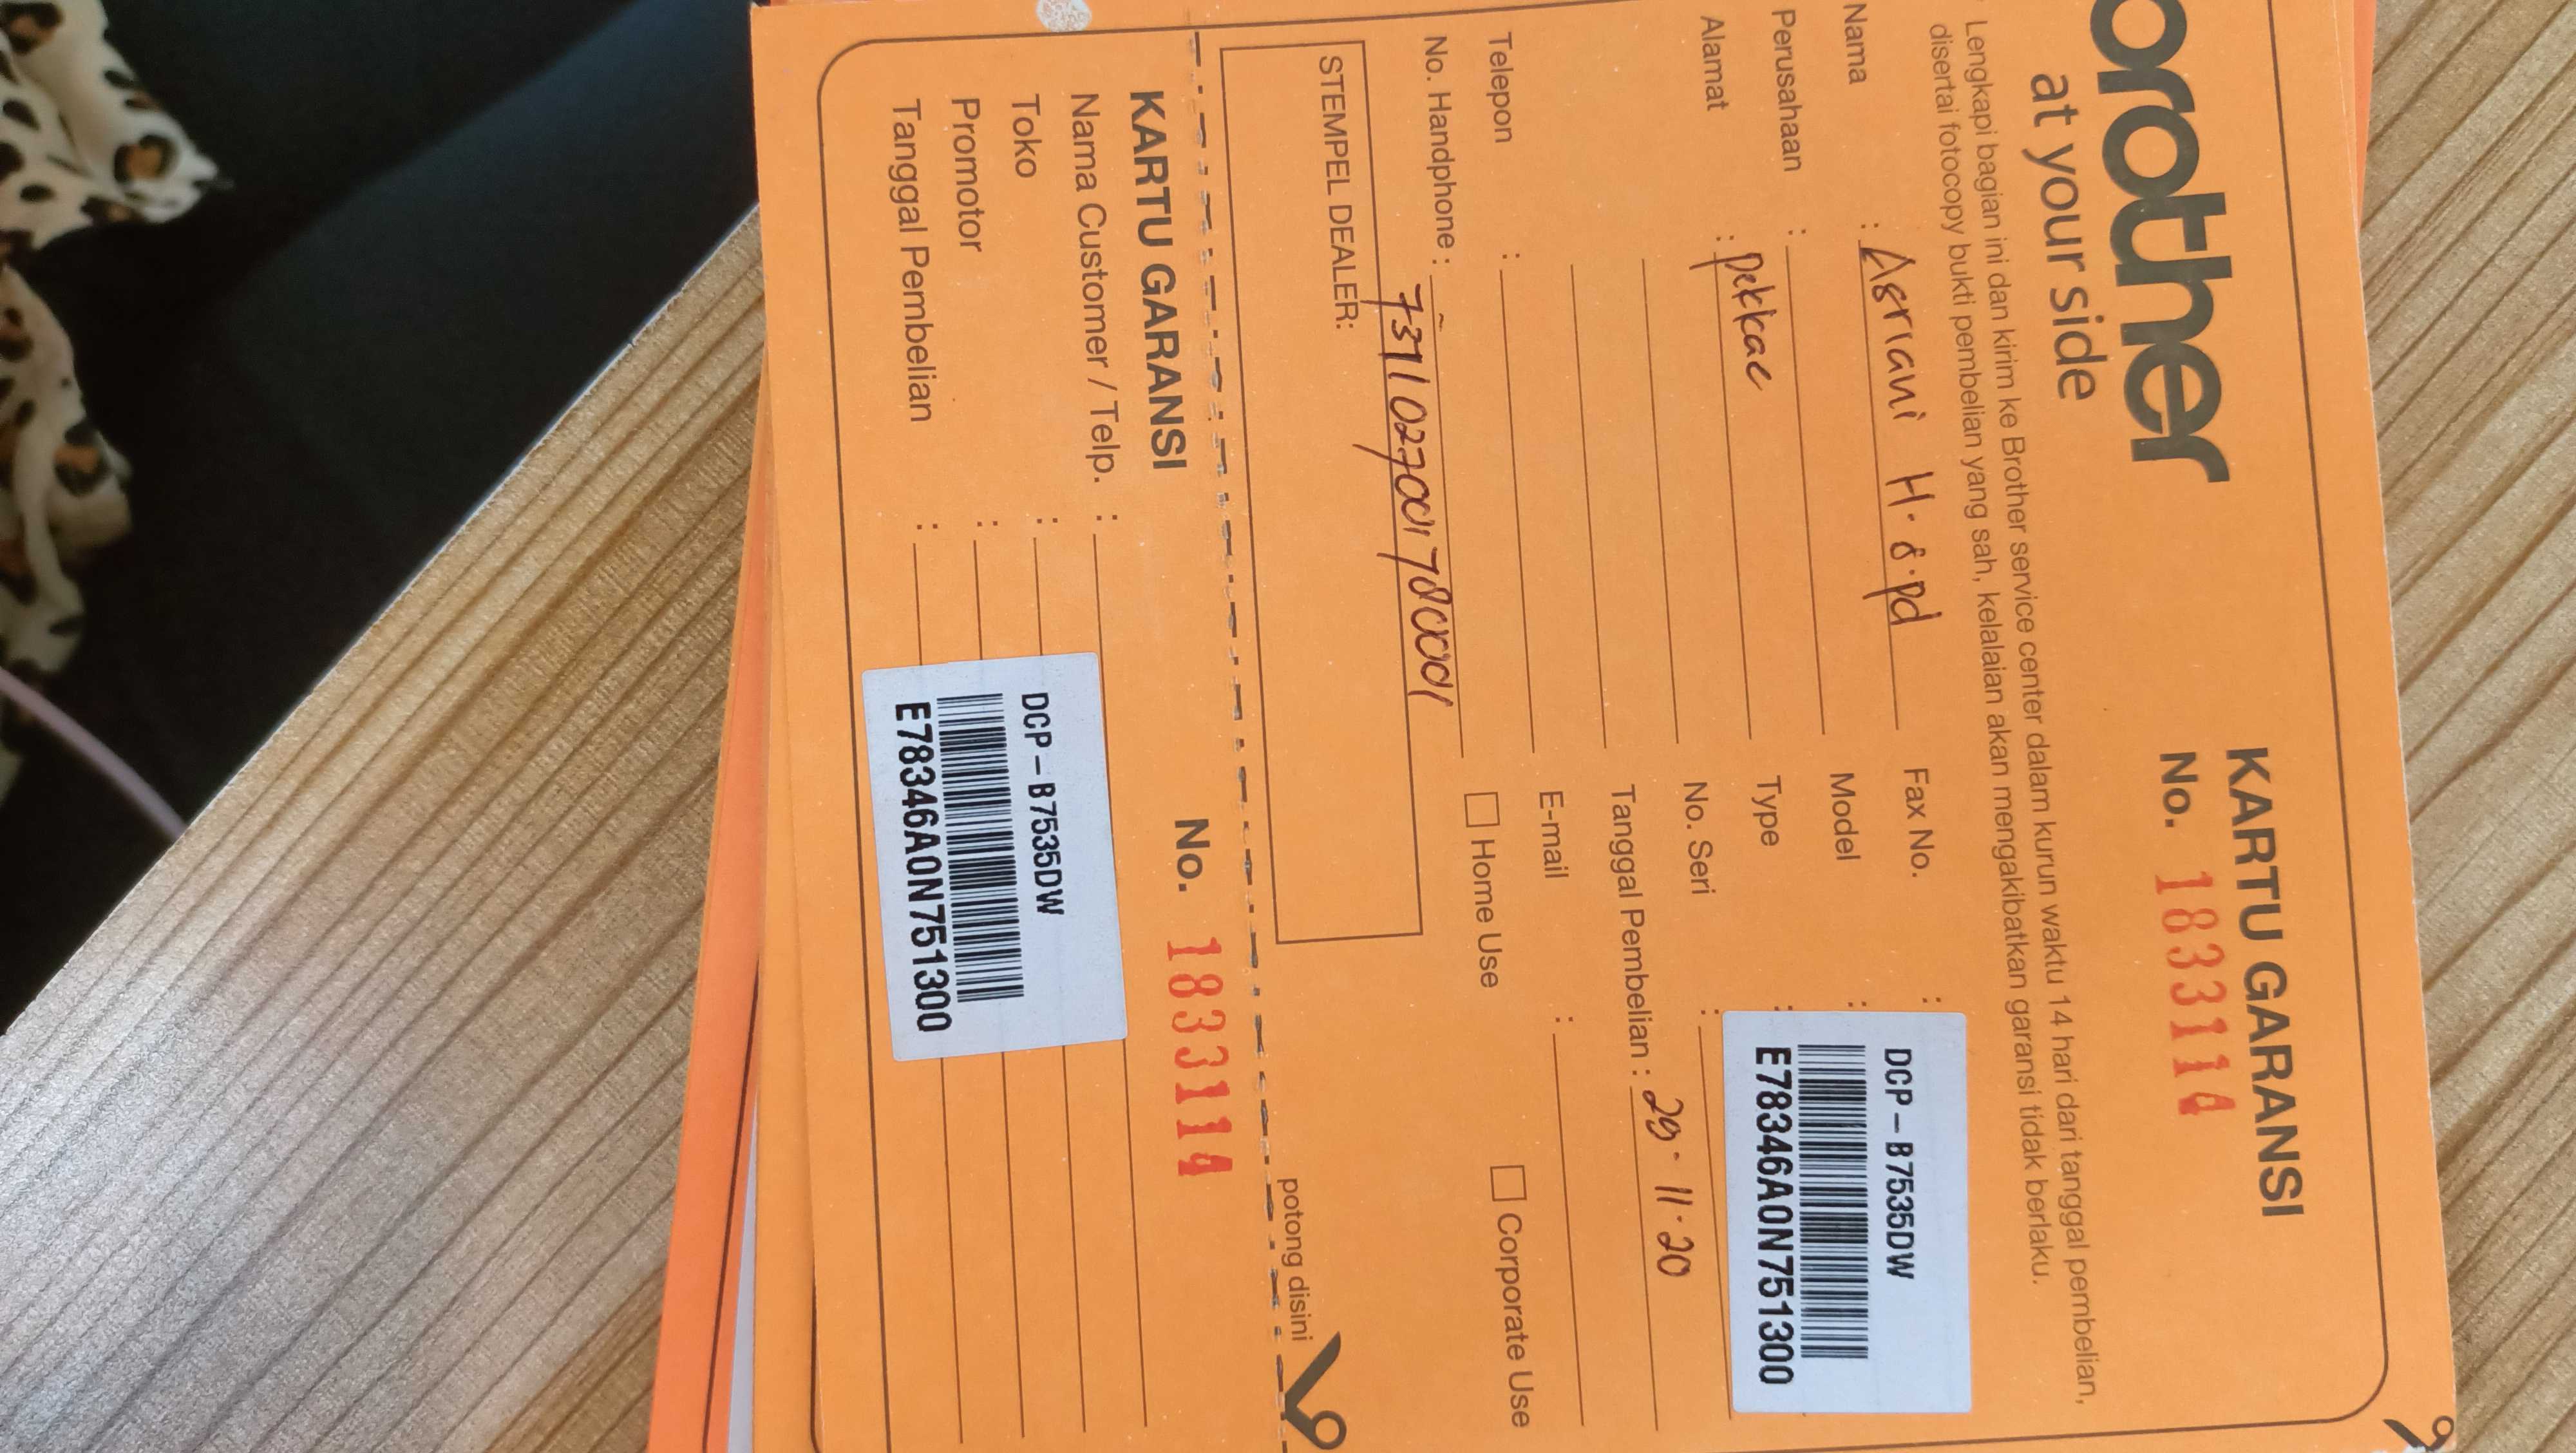 brother
at your side
KARTU GARANSI
No. 1833114
Lengkapi bagian ini dan kirim ke Brother service center dalam kurun waktu 14 hari dari tanggal pembelian,
disertai fotocopy bukti pembelian yang sah, kelalaian akan mengakibatkan garansi tidak berlaku.
Nama : Asriani H. S.pd
Perusahaan :
Alamat : pekkae
Telepon :
No. Handphone :
7311027001780001
Fax No. :
Model :
Type :
No. Seri :
DCP-B7535DW
E78346A0N751300
Tanggal Pembelian : 20-11-20
E-mail :
Home Use
Corporate Use
STEMPEL DEALER:
potong disini
KARTU GARANSI
No. 1833114
Nama Customer / Telp. :
Toko :
Promotor :
Tanggal Pembelian :
DCP-B7535DW
E78346A0N751300